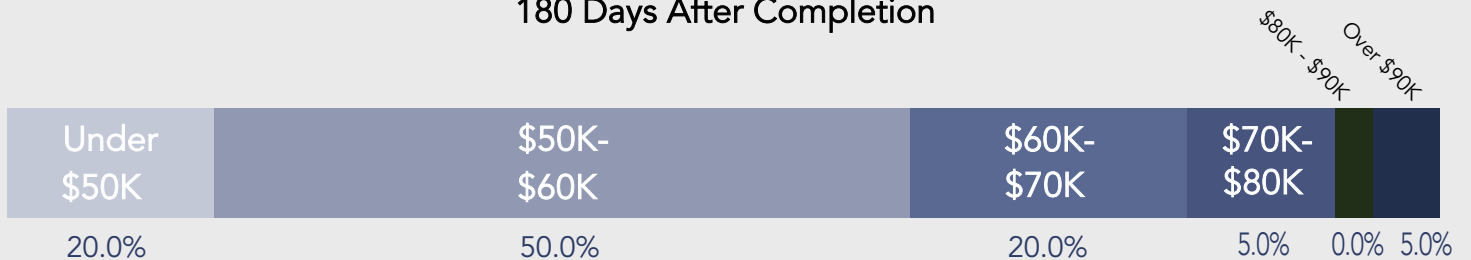 180 Days After Completion
$80K - $90K
Over $90K
Under
$50K
$50K-
$60K
$60K-
$70K
$70K-
$80K
20.0%
50.0%
20.0%
5.0%
0.0%
5.0%